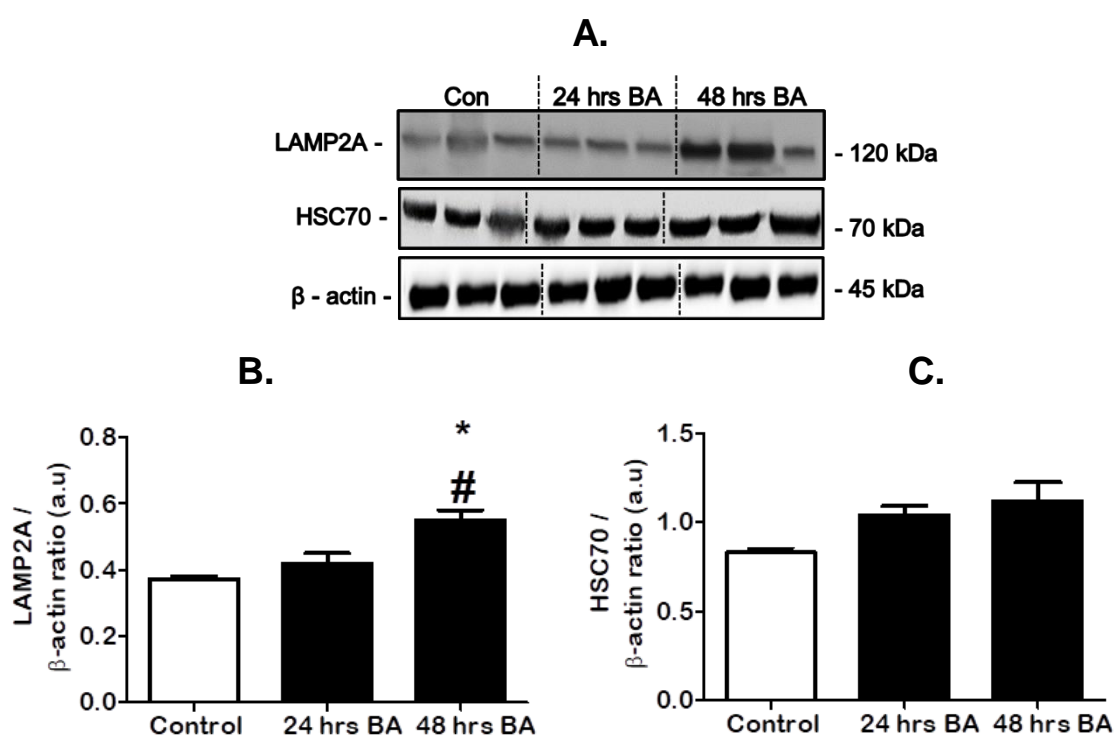 A.
Con 24 hrs BA 48 hrs BA
LAMP2A - - 120 kDa
HSC70 - - 70 kDa
β - actin - - 45 kDa
B.
LAMP2A /
β-actin ratio (a.u)
0.8
0.6
0.4
0.2
0.0
*
#
Control 24 hrs BA 48 hrs BA
C.
HSC70 /
β-actin ratio (a.u)
1.5
1.0
0.5
0.0
Control 24 hrs BA 48 hrs BA